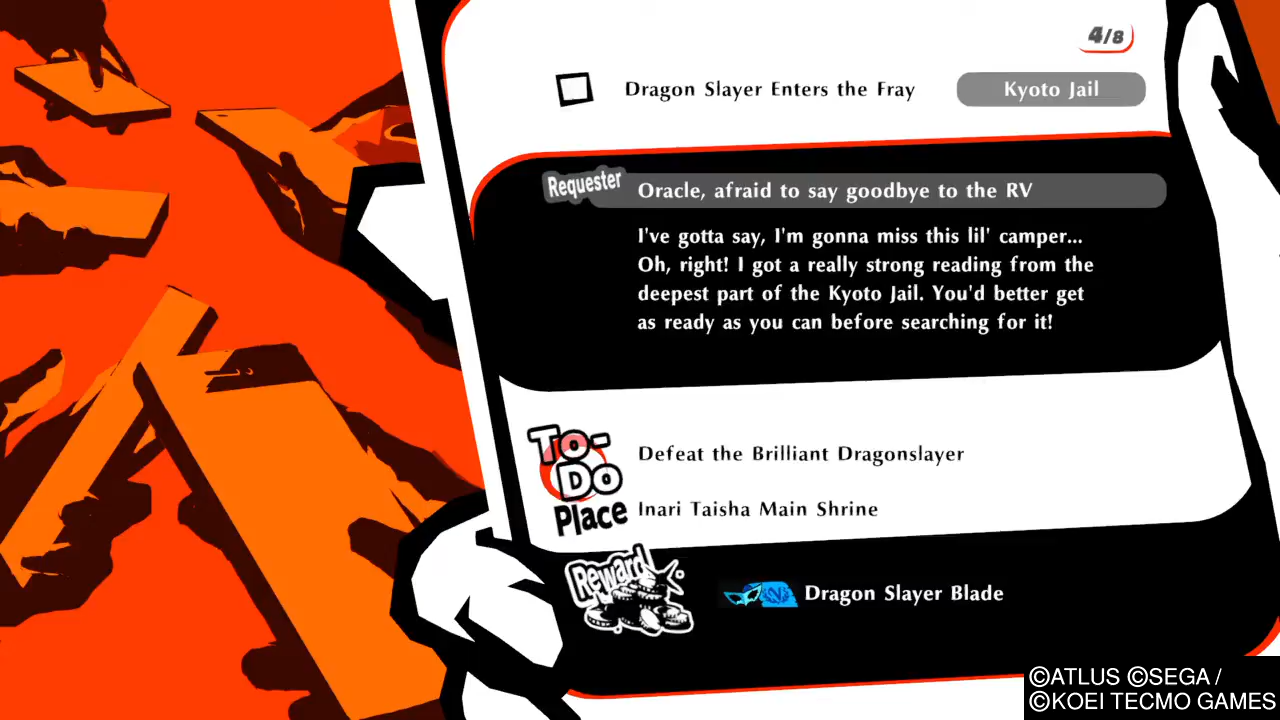 4/8
Dragon Slayer Enters the Fray
Kyoto Jail
Requester
Oracle, afraid to say goodbye to the RV
I've gotta say, I'm gonna miss this lil' camper...
Oh, right! I got a really strong reading from the
deepest part of the Kyoto Jail. You'd better get
as ready as you can before searching for it!
To-Do
Defeat the Brilliant Dragonslayer
Place
Inari Taisha Main Shrine
Reward
Dragon Slayer Blade
©ATLUS ©SEGA /
©KOEI TECMO GAMES